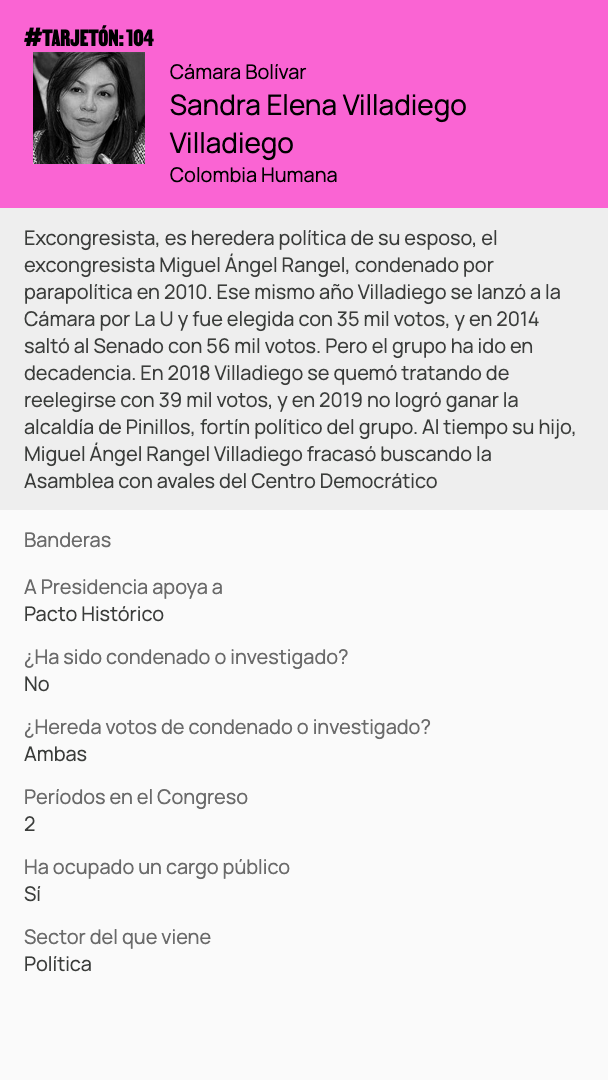 #TARJETÓN: 104
Cámara Bolívar
Sandra Elena Villadiego
Villadiego
Colombia Humana
Excongresista, es heredera política de su esposo, el
excongresista Miguel Ángel Rangel, condenado por
parapolítica en 2010. Ese mismo año Villadiego se lanzó a la
Cámara por La U y fue elegida con 35 mil votos, y en 2014
saltó al Senado con 56 mil votos. Pero el grupo ha ido en
decadencia. En 2018 Villadiego se quemó tratando de
reelegirse con 39 mil votos, y en 2019 no logró ganar la
alcaldía de Pinillos, fortín político del grupo. Al tiempo su hijo,
Miguel Ángel Rangel Villadiego fracasó buscando la
Asamblea con avales del Centro Democrático
Banderas
A Presidencia apoya a
Pacto Histórico
¿Ha sido condenado o investigado?
No
¿Hereda votos de condenado o investigado?
Ambas
Períodos en el Congreso
2
Ha ocupado un cargo público
Sí
Sector del que viene
Política